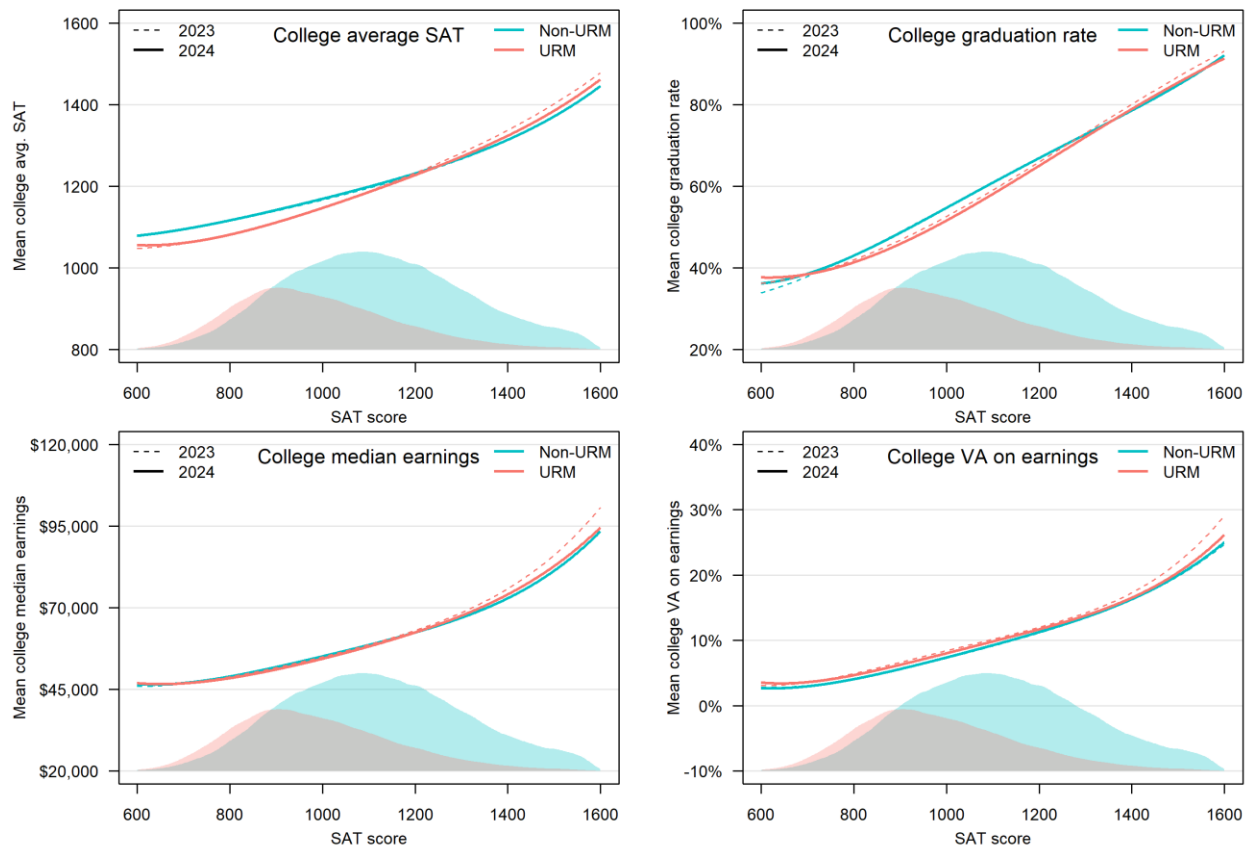 College average SAT
2023
2024
Non-URM
URM
Mean college avg. SAT
1600
1400
1200
1000
800
600 800 1000 1200 1400 1600
SAT score
College graduation rate
2023
2024
Non-URM
URM
Mean college graduation rate
100%
80%
60%
40%
20%
600 800 1000 1200 1400 1600
SAT score
College median earnings
2023
2024
Non-URM
URM
Mean college median earnings
$120,000
$95,000
$70,000
$45,000
$20,000
600 800 1000 1200 1400 1600
SAT score
College VA on earnings
2023
2024
Non-URM
URM
Mean college VA on earnings
40%
30%
20%
10%
0%
-10%
600 800 1000 1200 1400 1600
SAT score